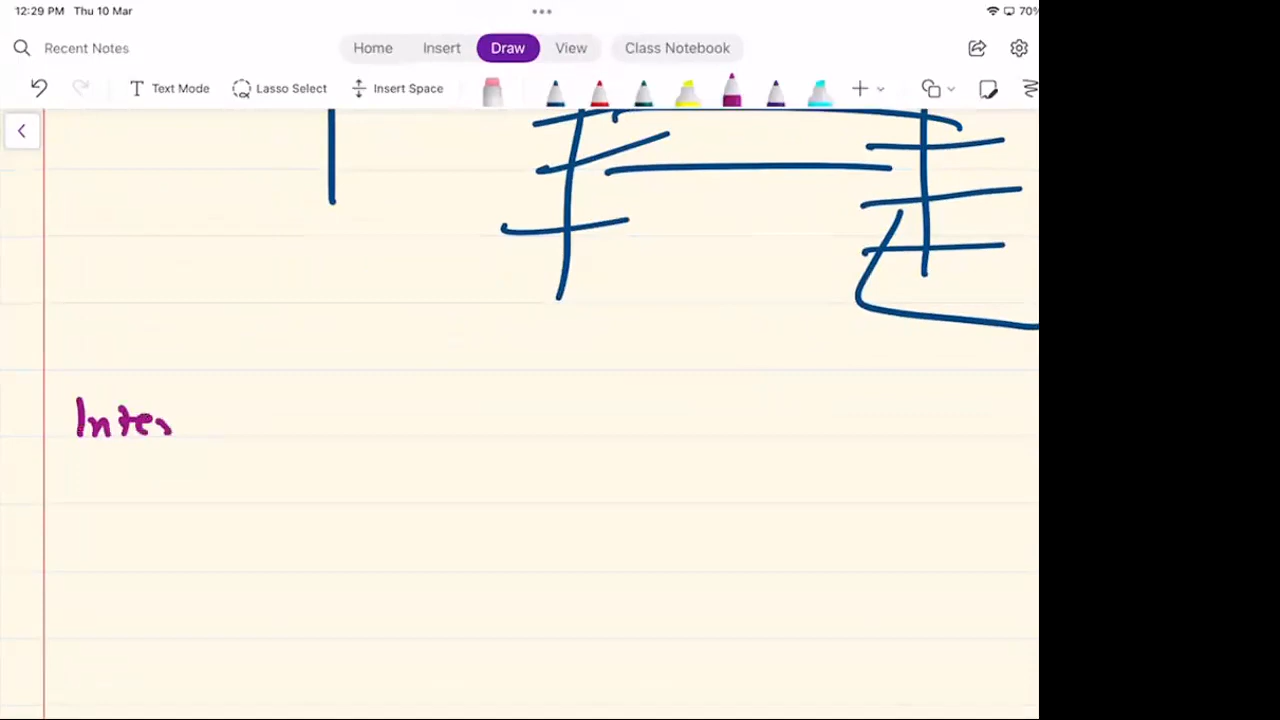 12:29 PM Thu 10 Mar 70%
Recent Notes Home Insert Draw View Class Notebook
T Text Mode Lasso Select Insert Space
Inter